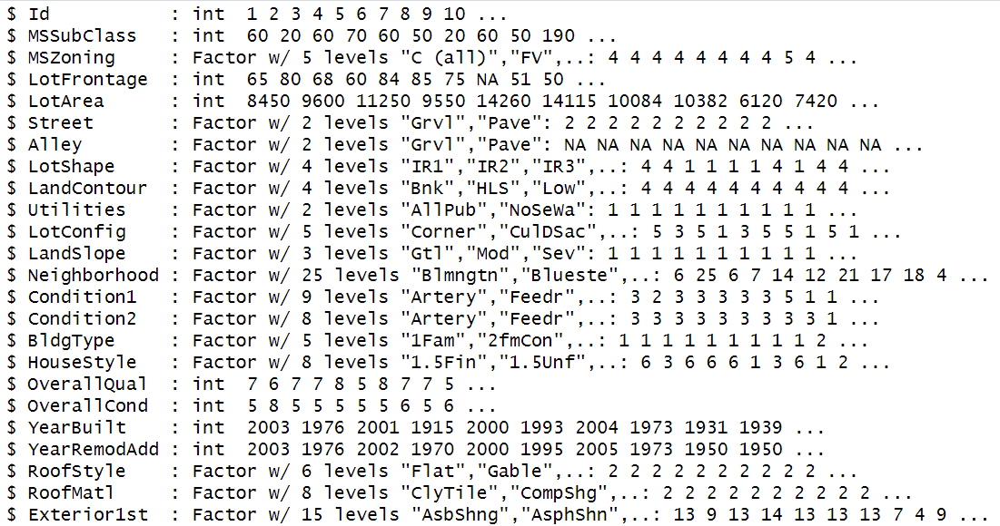 $ Id           : int  1 2 3 4 5 6 7 8 9 10 ...
$ MSSubClass   : int  60 20 60 70 60 50 20 60 50 190 ...
$ MSZoning     : Factor w/ 5 levels "C (all)","FV",..: 4 4 4 4 4 4 4 4 5 4 ...
$ LotFrontage  : int  65 80 68 60 84 85 75 NA 51 50 ...
$ LotArea      : int  8450 9600 11250 9550 14260 14115 10084 10382 6120 7420 ...
$ Street       : Factor w/ 2 levels "Grvl","Pave": 2 2 2 2 2 2 2 2 2 2 ...
$ Alley        : Factor w/ 2 levels "Grvl","Pave": NA NA NA NA NA NA NA NA NA NA ...
$ LotShape     : Factor w/ 4 levels "IR1","IR2","IR3",..: 4 4 1 1 1 1 4 1 4 4 ...
$ LandContour  : Factor w/ 4 levels "Bnk","HLS","Low",..: 4 4 4 4 4 4 4 4 4 4 ...
$ Utilities    : Factor w/ 2 levels "AllPub","NoSeWa": 1 1 1 1 1 1 1 1 1 1 ...
$ LotConfig    : Factor w/ 5 levels "Corner","CulDSac",..: 5 3 5 1 3 5 5 1 5 1 ...
$ LandSlope    : Factor w/ 3 levels "Gtl","Mod","Sev": 1 1 1 1 1 1 1 1 1 1 ...
$ Neighborhood : Factor w/ 25 levels "Blmngtn","Blueste",..: 6 25 6 7 14 12 21 17 18 4 ...
$ Condition1   : Factor w/ 9 levels "Artery","Feedr",..: 3 2 3 3 3 3 3 5 1 1 ...
$ Condition2   : Factor w/ 8 levels "Artery","Feedr",..: 3 3 3 3 3 3 3 3 3 1 ...
$ BldgType     : Factor w/ 5 levels "1Fam","2fmCon",..: 1 1 1 1 1 1 1 1 1 2 ...
$ HouseStyle   : Factor w/ 8 levels "1.5Fin","1.5Unf",..: 6 3 6 6 6 1 3 6 1 2 ...
$ OverallQual  : int  7 6 7 7 8 5 8 7 7 5 ...
$ OverallCond  : int  5 8 5 5 5 5 5 6 5 6 ...
$ YearBuilt    : int  2003 1976 2001 1915 2000 1993 2004 1973 1931 1939 ...
$ YearRemodAdd : int  2003 1976 2002 1970 2000 1995 2005 1973 1950 1950 ...
$ RoofStyle    : Factor w/ 6 levels "Flat","Gable",..: 2 2 2 2 2 2 2 2 2 2 ...
$ RoofMatl     : Factor w/ 8 levels "ClyTile","CompShg",..: 2 2 2 2 2 2 2 2 2 2 ...
$ Exterior1st  : Factor w/ 15 levels "AsbShng","AsphShn",..: 13 9 13 14 13 13 13 7 4 9 ...